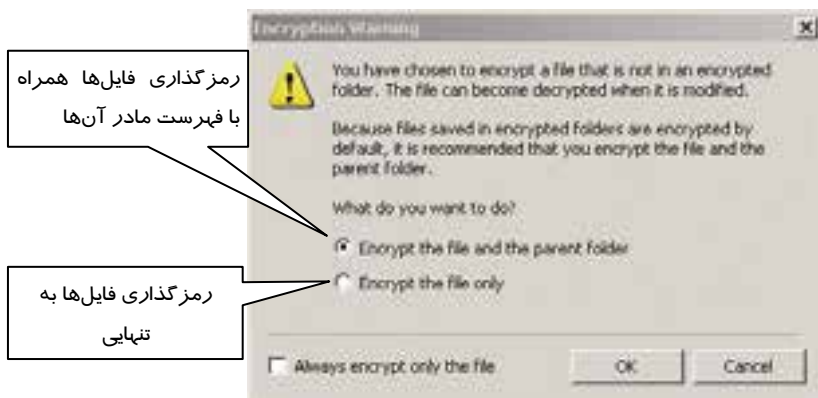 Encryption Warning
رمزگذاری فایل‌ها همراه
با فهرست مادر آن‌ها
You have chosen to encrypt a file that is not in an encrypted
folder. The file can become decrypted when it is modified.
Because files saved in encrypted folders are encrypted by
default, it is recommended that you encrypt the file and the
parent folder.
What do you want to do?
Encrypt the file and the parent folder
رمزگذاری فایل‌ها به
تنهایی
Encrypt the file only
Always encrypt only the file
OK
Cancel